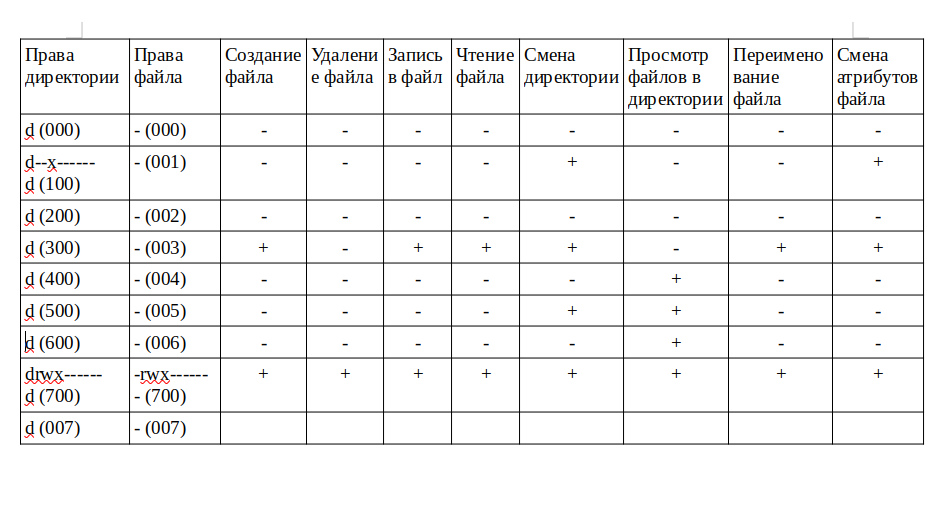 Права директории | Права файла | Создание файла | Удаление файла | Запись в файл | Чтение файла | Смена директории | Просмотр файлов в директории | Переименование файла | Смена атрибутов файла
d (000) | - (000) | - | - | - | - | - | - | - | -
d--x------ d (100) | - (001) | - | - | - | - | + | - | - | +
d (200) | - (002) | - | - | - | - | - | - | - | -
d (300) | - (003) | + | - | + | + | + | - | + | +
d (400) | - (004) | - | - | - | - | - | + | - | -
d (500) | - (005) | - | - | - | - | + | + | - | -
d (600) | - (006) | - | - | - | - | - | + | - | -
drwx------ d (700) | -rwx------ - (700) | + | + | + | + | + | + | + | +
d (007) | - (007)